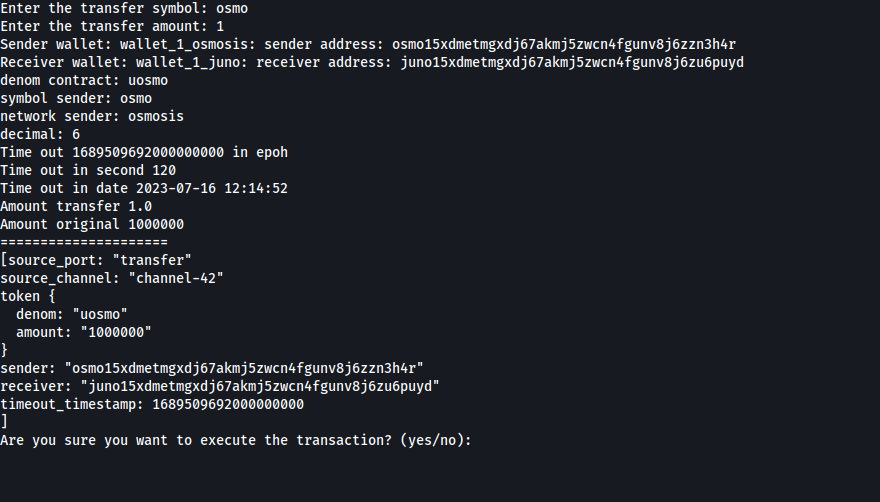 Enter the transfer symbol: osmo
Enter the transfer amount: 1
Sender wallet: wallet_1_osmosis: sender address: osmo15xdmetmgxdj67akmj5zwcn4fgunv8j6zzn3h4r
Receiver wallet: wallet_1_juno: receiver address: juno15xdmetmgxdj67akmj5zwcn4fgunv8j6zu6puyd
denom contract: uosmo
symbol sender: osmo
network sender: osmosis
decimal: 6
Time out 1689509692000000000 in epoh
Time out in second 120
Time out in date 2023-07-16 12:14:52
Amount transfer 1.0
Amount original 1000000
=====================
[source_port: "transfer"
source_channel: "channel-42"
token {
  denom: "uosmo"
  amount: "1000000"
}
sender: "osmo15xdmetmgxdj67akmj5zwcn4fgunv8j6zzn3h4r"
receiver: "juno15xdmetmgxdj67akmj5zwcn4fgunv8j6zu6puyd"
timeout_timestamp: 1689509692000000000
]
Are you sure you want to execute the transaction? (yes/no):